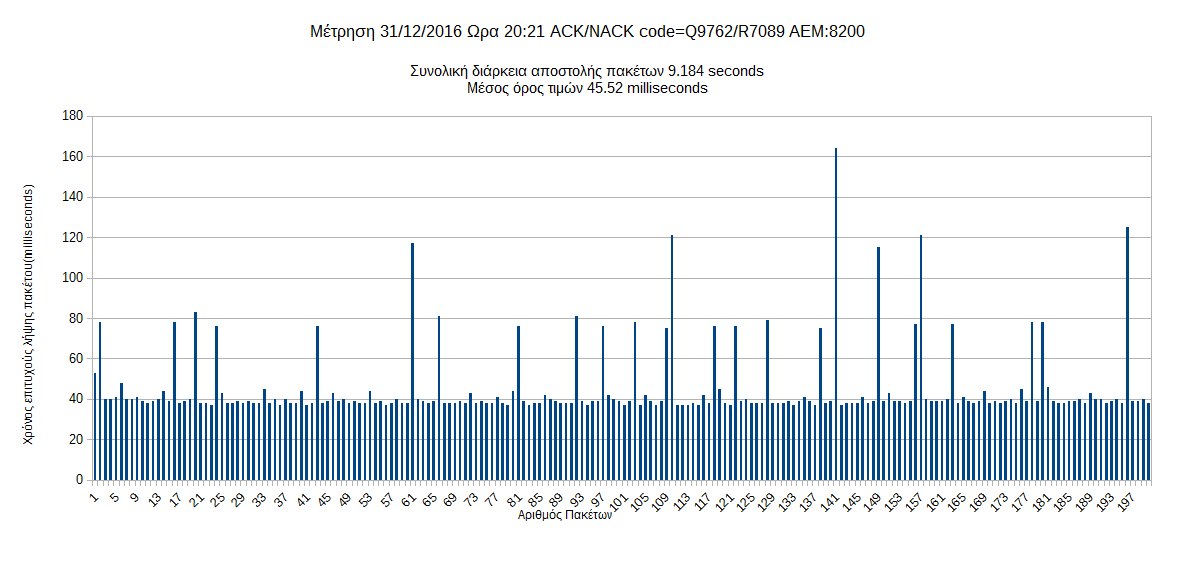 Μέτρηση 31/12/2016 Ωρα 20:21 ACK/NACK code=Q9762/R7089 AEM:8200
Συνολική διάρκεια αποστολής πακέτων 9.184 seconds
Μέσος όρος τιμών 45.52 milliseconds
Χρόνος επιτυχούς λήψης πακέτου(milliseconds)
180
160
140
120
100
80
60
40
20
0
1 5 9 13 17 21 25 29 33 37 41 45 49 53 57 61 65 69 73 77 81 85 89 93 97 101 105 109 113 117 121 125 129 133 137 141 145 149 153 157 161 165 169 173 177 181 185 189 193 197
Αριθμός Πακέτων